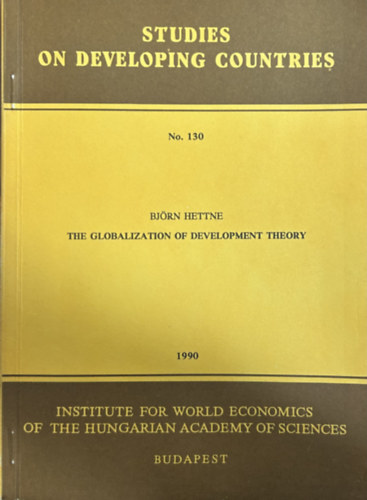 STUDIES
ON DEVELOPING COUNTRIES
No. 130
BJÖRN HETTNE
THE GLOBALIZATION OF DEVELOPMENT THEORY
1990
INSTITUTE FOR WORLD ECONOMICS
OF THE HUNGARIAN ACADEMY OF SCIENCES
BUDAPEST